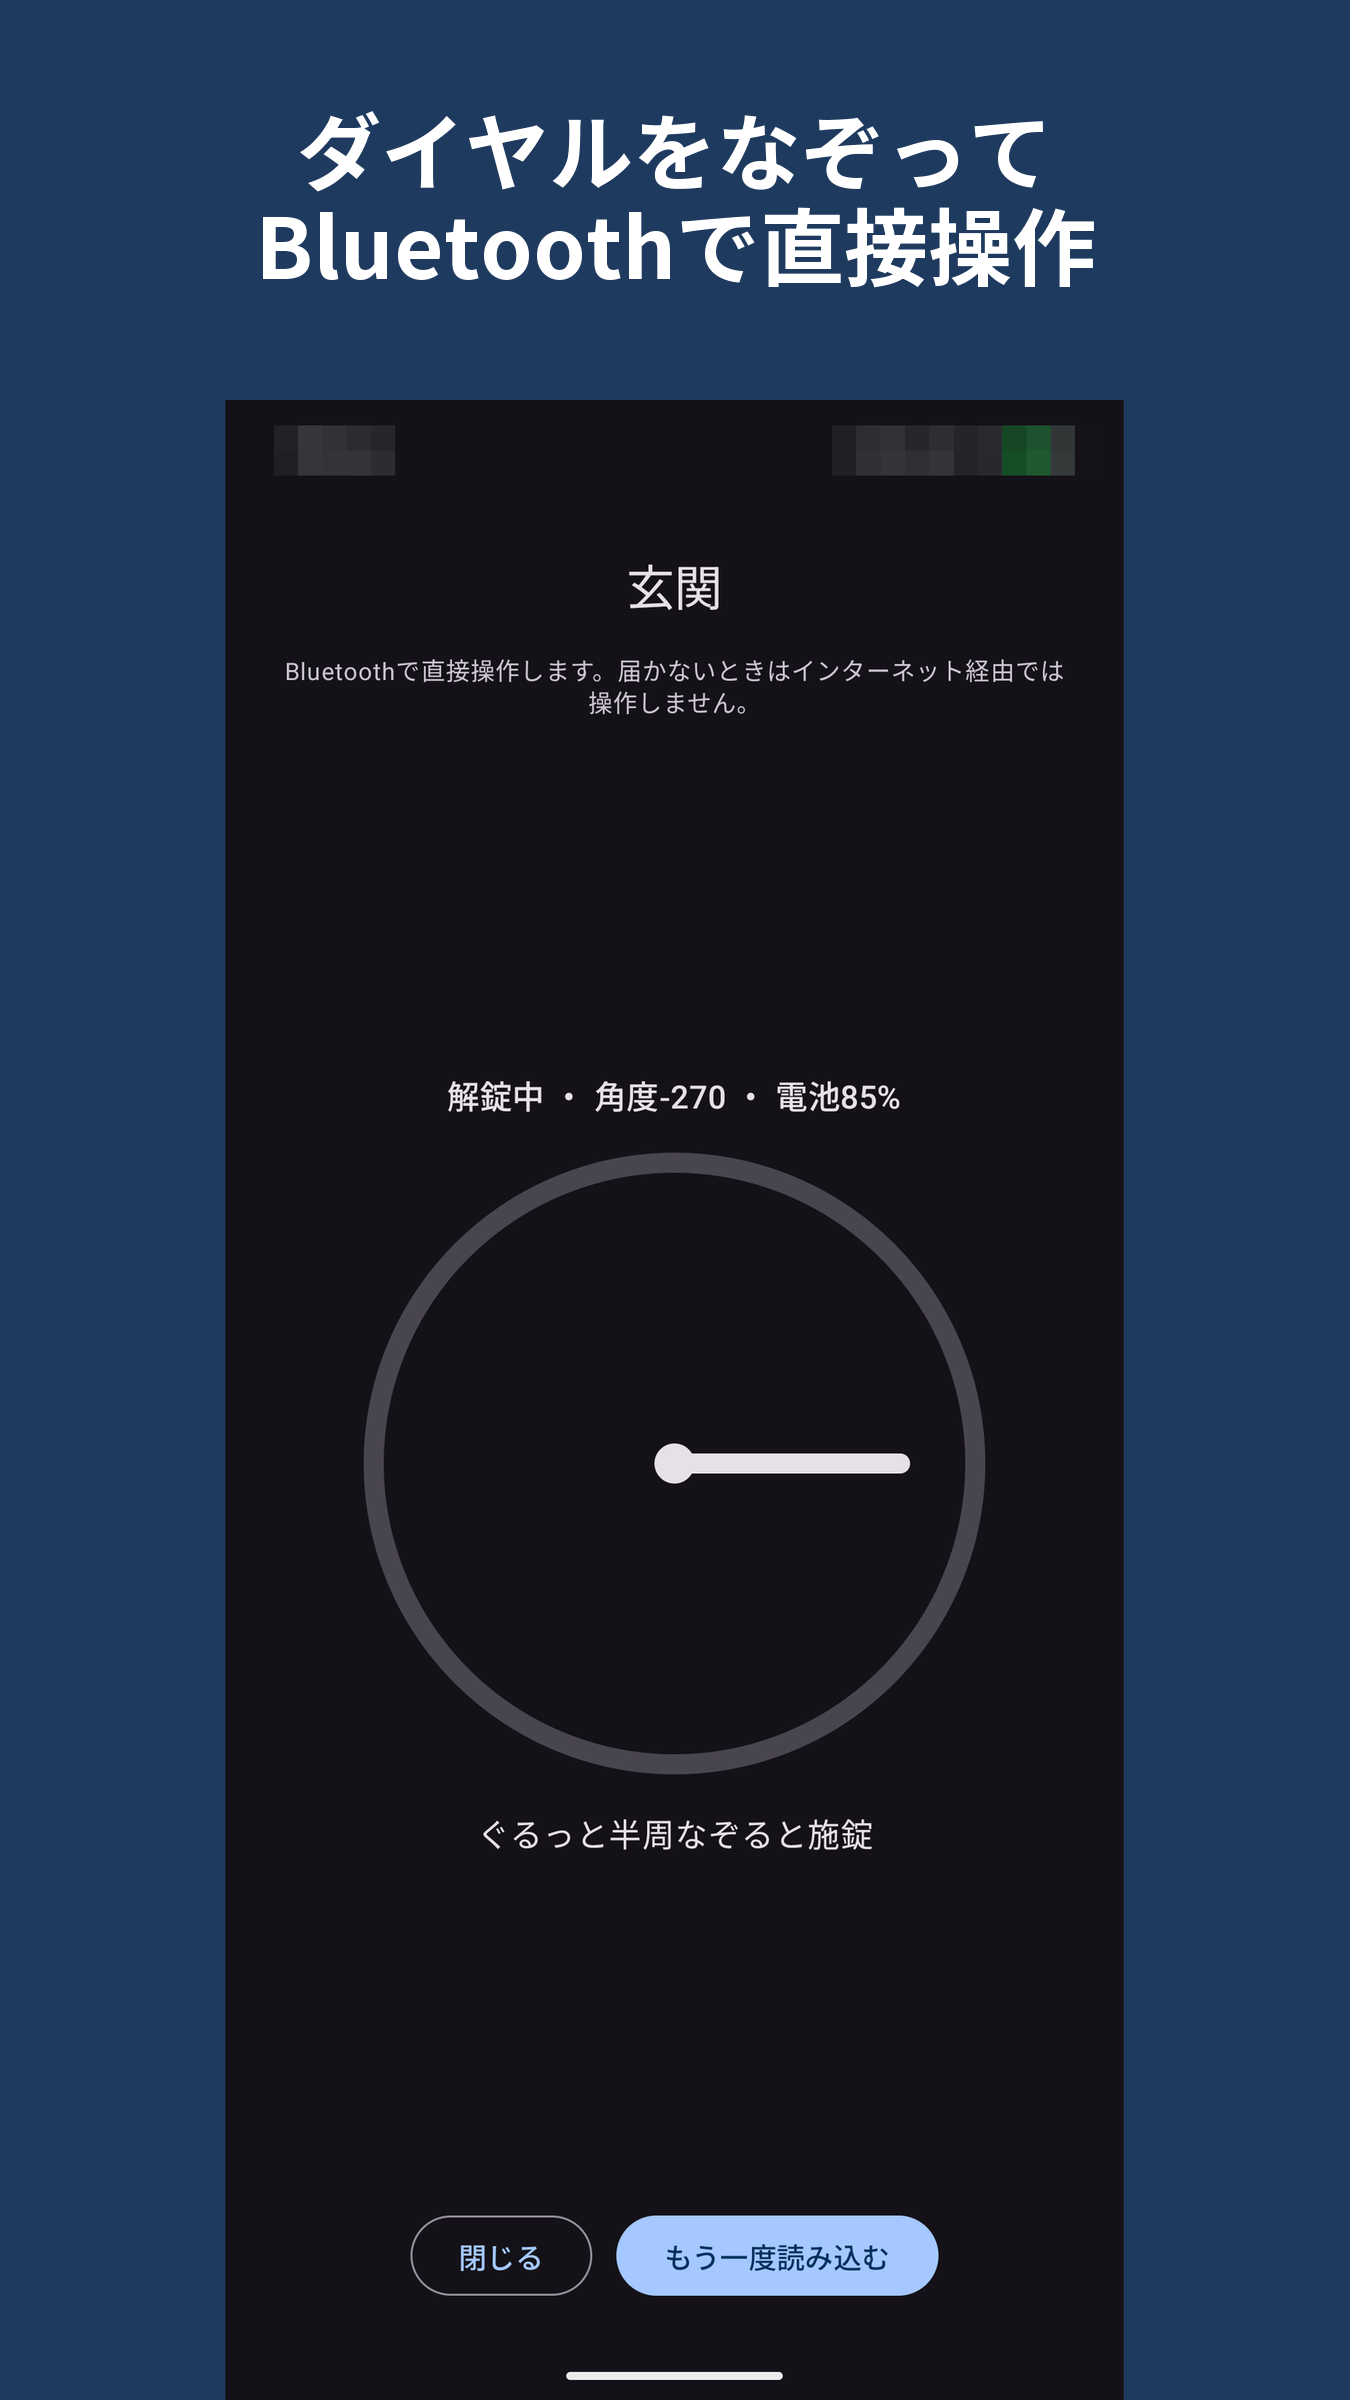 ダイヤルをなぞって
Bluetoothで直接操作
玄関
Bluetoothで直接操作します。届かないときはインターネット経由では
操作しません。
解錠中 ・ 角度-270 ・ 電池85%
ぐるっと半周なぞると施錠
閉じる
もう一度読み込む